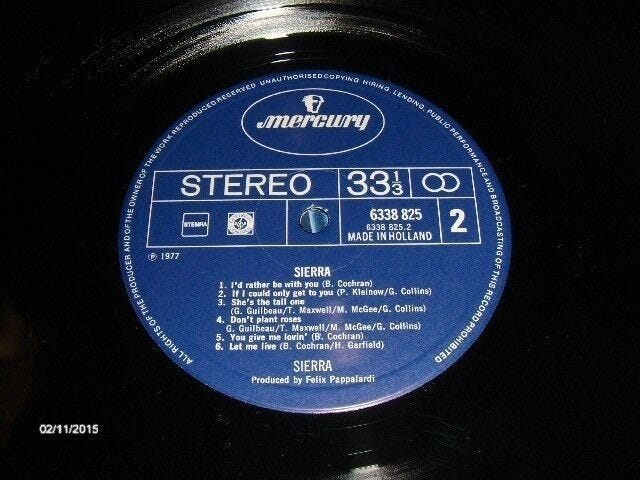 ALL RIGHTS OF THE PRODUCER AND OF THE OWNER OF THE WORK REPRODUCED RESERVED UNAUTHORISED COPYING HIRING, LENDING, PUBLIC PERFORMANCE AND BROADCASTING OF THIS RECORD PROHIBITED
mercury
STEREO
33 1/3
STEMRA
6338 825
6338 825.2
MADE IN HOLLAND
2
℗ 1977
SIERRA
1. I'd rather be with you (B. Cochran)
2. If I could only get to you (P. Kleinow/G. Collins)
3. She's the tall one
(G. Guilbeau/T. Maxwell/M. McGee/G. Collins)
4. Don't plant roses
G. Guilbeau/T. Maxwell/M. McGee/G. Collins)
5. You give me lovin' (B. Cochran)
6. Let me live (B. Cochran/H. Garfield)
SIERRA
Produced by Felix Pappalardi
02/11/2015